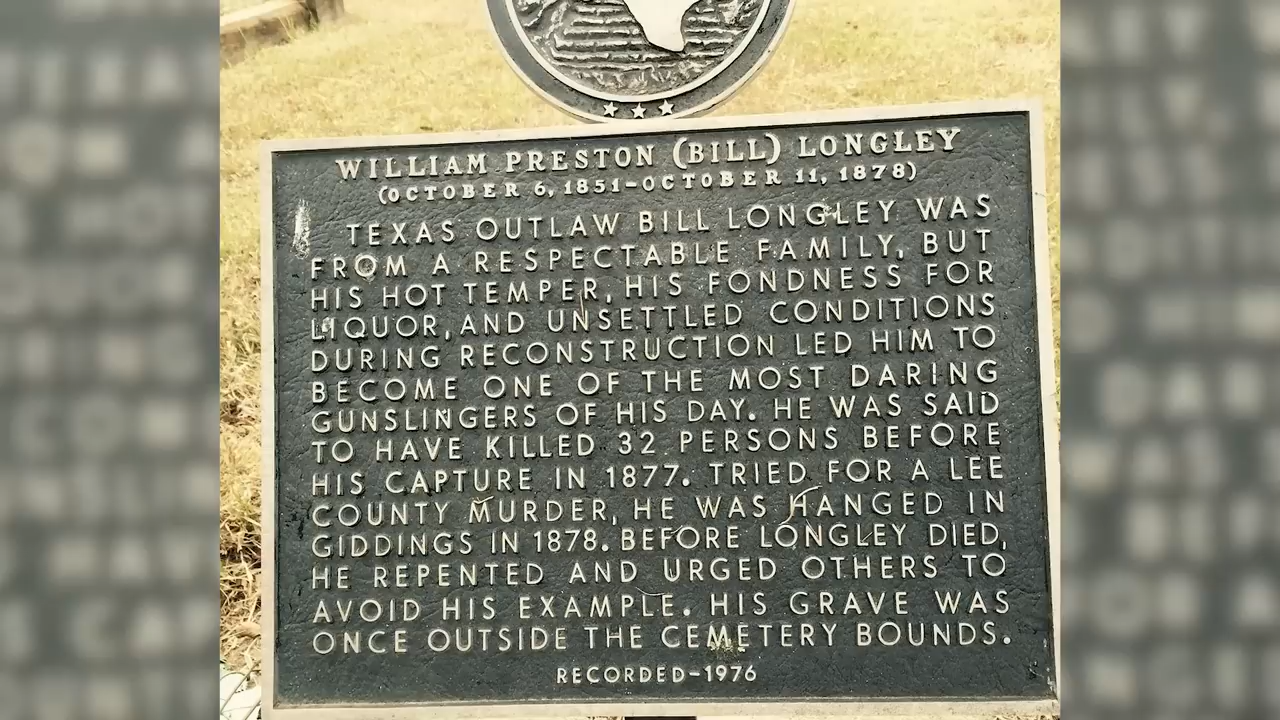 WILLIAM PRESTON (BILL) LONGLEY
(OCTOBER 6, 1851-OCTOBER 11, 1878)
TEXAS OUTLAW BILL LONGLEY WAS
FROM A RESPECTABLE FAMILY, BUT
HIS HOT TEMPER, HIS FONDNESS FOR
LIQUOR, AND UNSETTLED CONDITIONS
DURING RECONSTRUCTION LED HIM TO
BECOME ONE OF THE MOST DARING
GUNSLINGERS OF HIS DAY. HE WAS SAID
TO HAVE KILLED 32 PERSONS BEFORE
HIS CAPTURE IN 1877. TRIED FOR A LEE
COUNTY MURDER, HE WAS HANGED IN
GIDDINGS IN 1878. BEFORE LONGLEY DIED,
HE REPENTED AND URGED OTHERS TO
AVOID HIS EXAMPLE. HIS GRAVE WAS
ONCE OUTSIDE THE CEMETERY BOUNDS.
RECORDED-1976